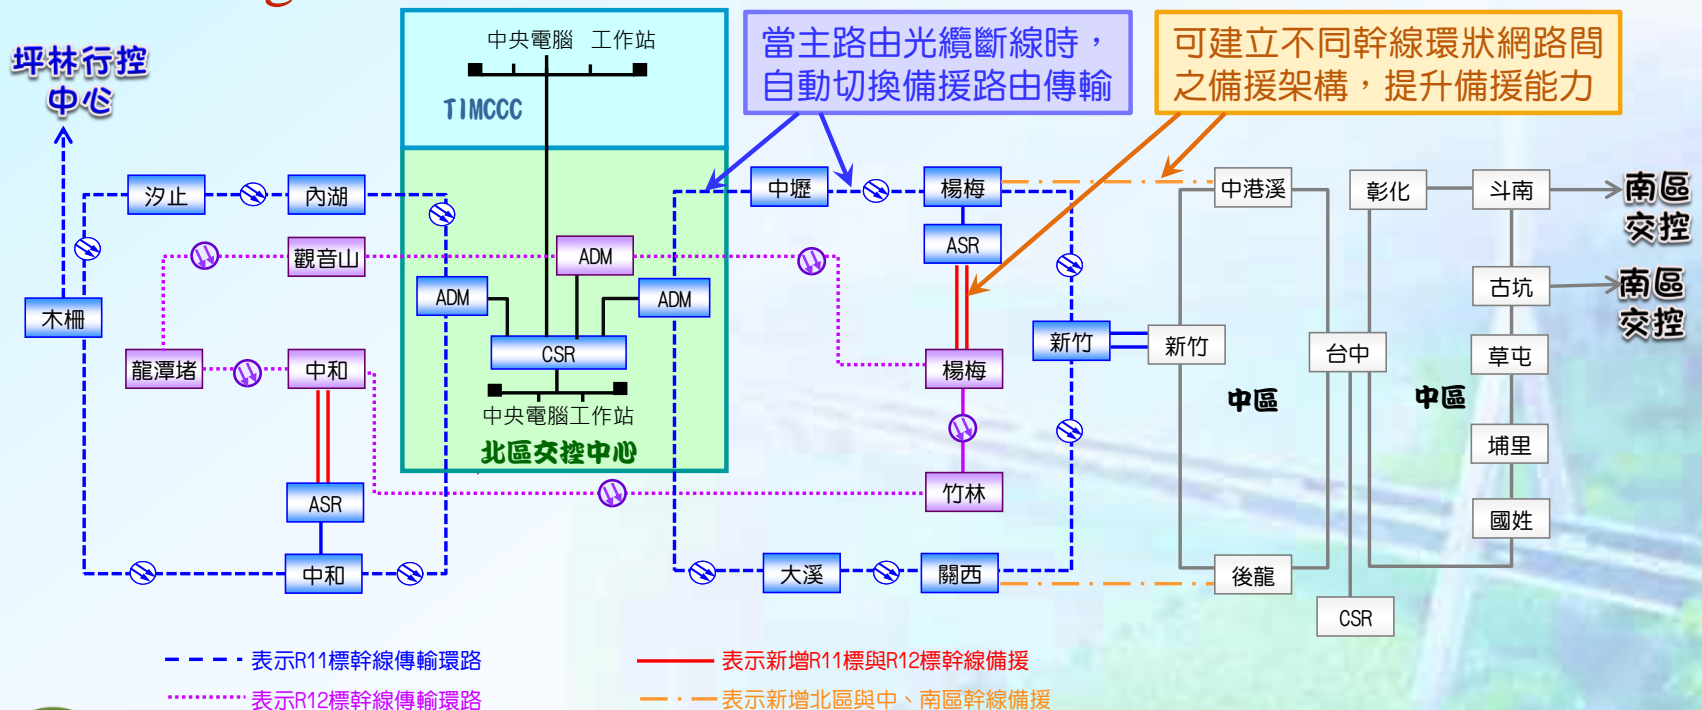 中央電腦 工作站
TIMCCC
坪林行控
中心
當主路由光纜斷線時，
自動切換備援路由傳輸
可建立不同幹線環狀網路間
之備援架構，提升備援能力
汐止
內湖
中壢
楊梅
中港溪
彰化
斗南
南區
交控
觀音山
ADM
ASR
木柵
ADM
ADM
古坑
南區
交控
龍潭堵
中和
CSR
楊梅
新竹
新竹
台中
草屯
中央電腦工作站
北區交控中心
中區
中區
埔里
ASR
竹林
國姓
中和
大溪
關西
後龍
CSR
表示R11標幹線傳輸環路
表示新增R11標與R12標幹線備援
表示R12標幹線傳輸環路
表示新增北區與中、南區幹線備援